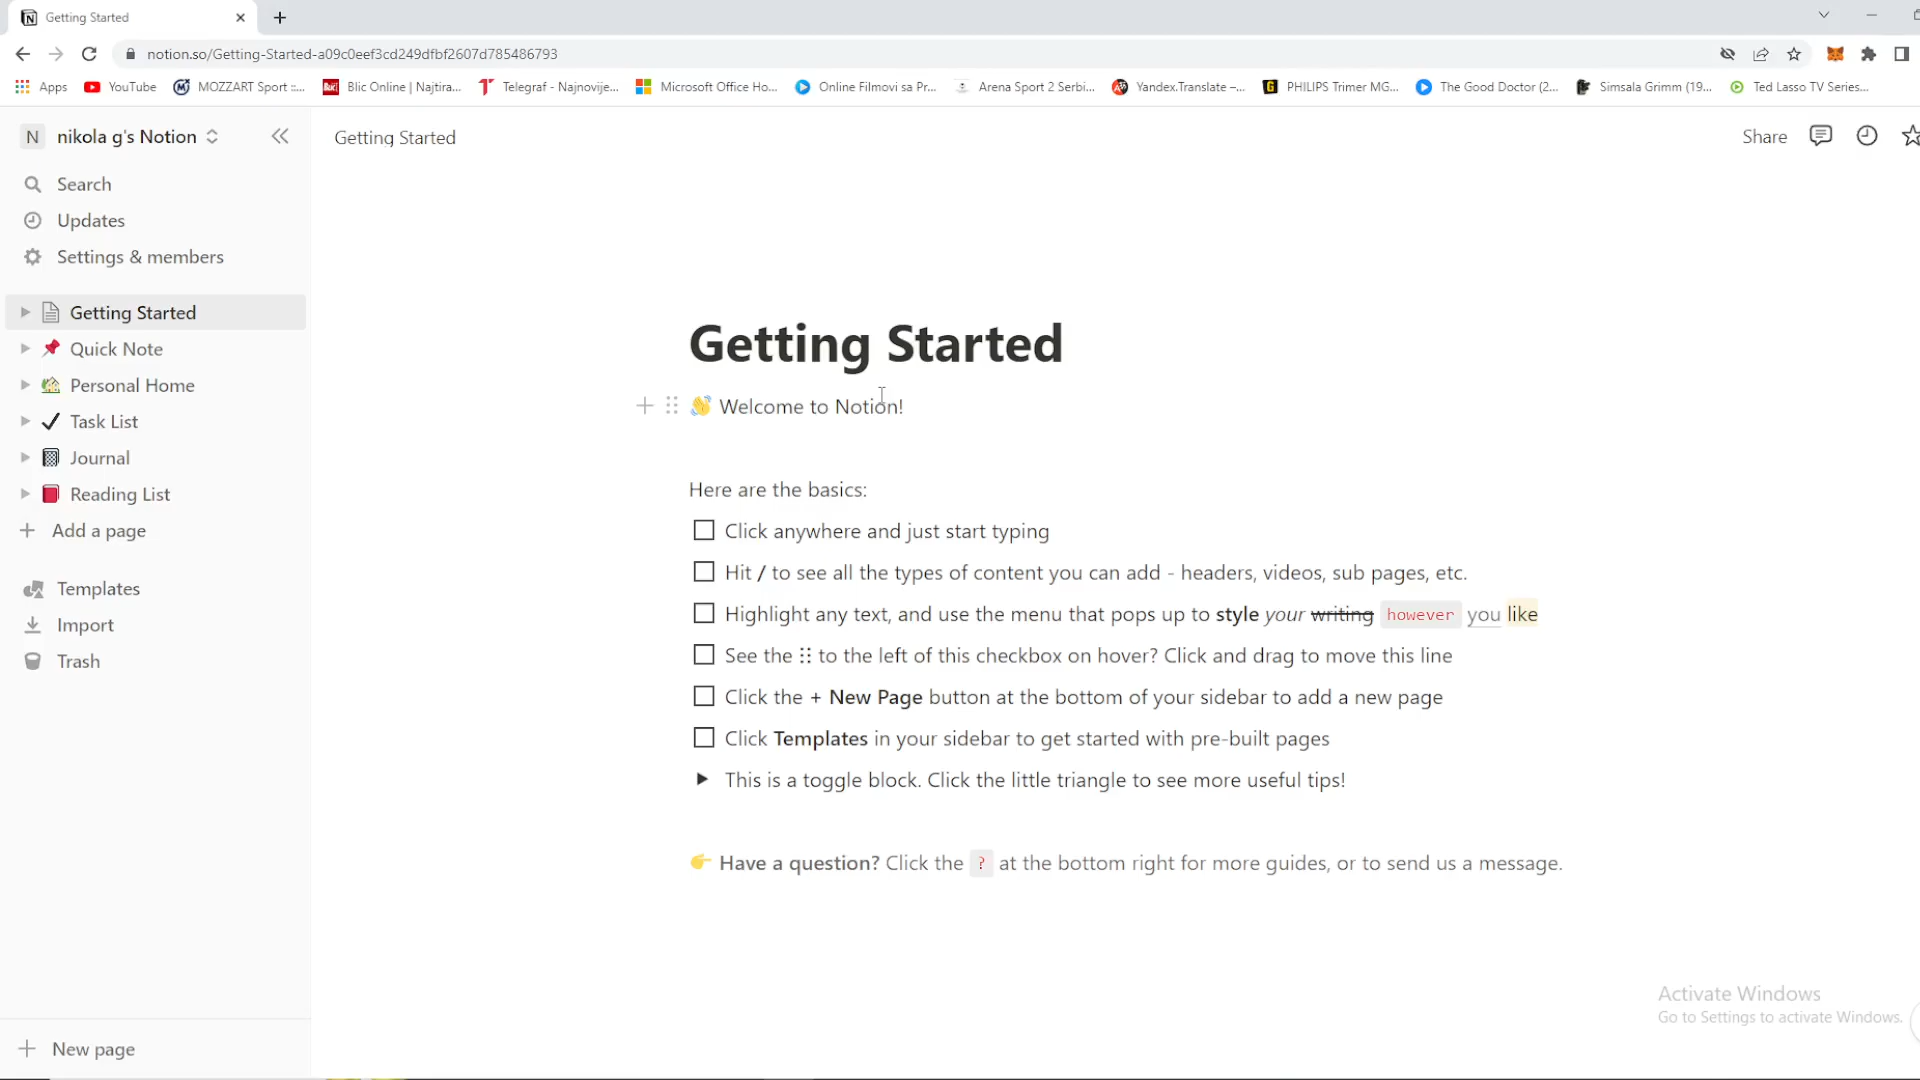 Getting Started
notion.so/Getting-Started-a09c0eef3cd249dfbf2607d785486793
Apps YouTube MOZZART Sport ::... Blic Online | Najtira... Telegraf - Najnovije... Microsoft Office Ho... Online Filmovi sa Pr... Arena Sport 2 Serbi... Yandex.Translate –... PHILIPS Trimer MG... The Good Doctor (2... Simsala Grimm (19... Ted Lasso TV Series...
N nikola g's Notion
Getting Started
Share
Search
Updates
Settings & members
Getting Started
Quick Note
Personal Home
Task List
Journal
Reading List
Add a page
Templates
Import
Trash
New page
Getting Started
👋 Welcome to Notion!
Here are the basics:
Click anywhere and just start typing
Hit / to see all the types of content you can add - headers, videos, sub pages, etc.
Highlight any text, and use the menu that pops up to style your writing however you like
See the ⋮⋮ to the left of this checkbox on hover? Click and drag to move this line
Click the + New Page button at the bottom of your sidebar to add a new page
Click Templates in your sidebar to get started with pre-built pages
This is a toggle block. Click the little triangle to see more useful tips!
👉 Have a question? Click the ? at the bottom right for more guides, or to send us a message.
Activate Windows
Go to Settings to activate Windows.